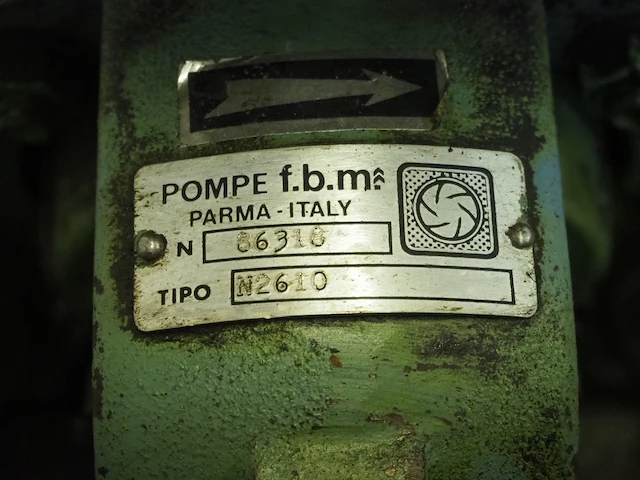 POMPE f.b.m.
PARMA - ITALY
N 86318
TIPO N2610